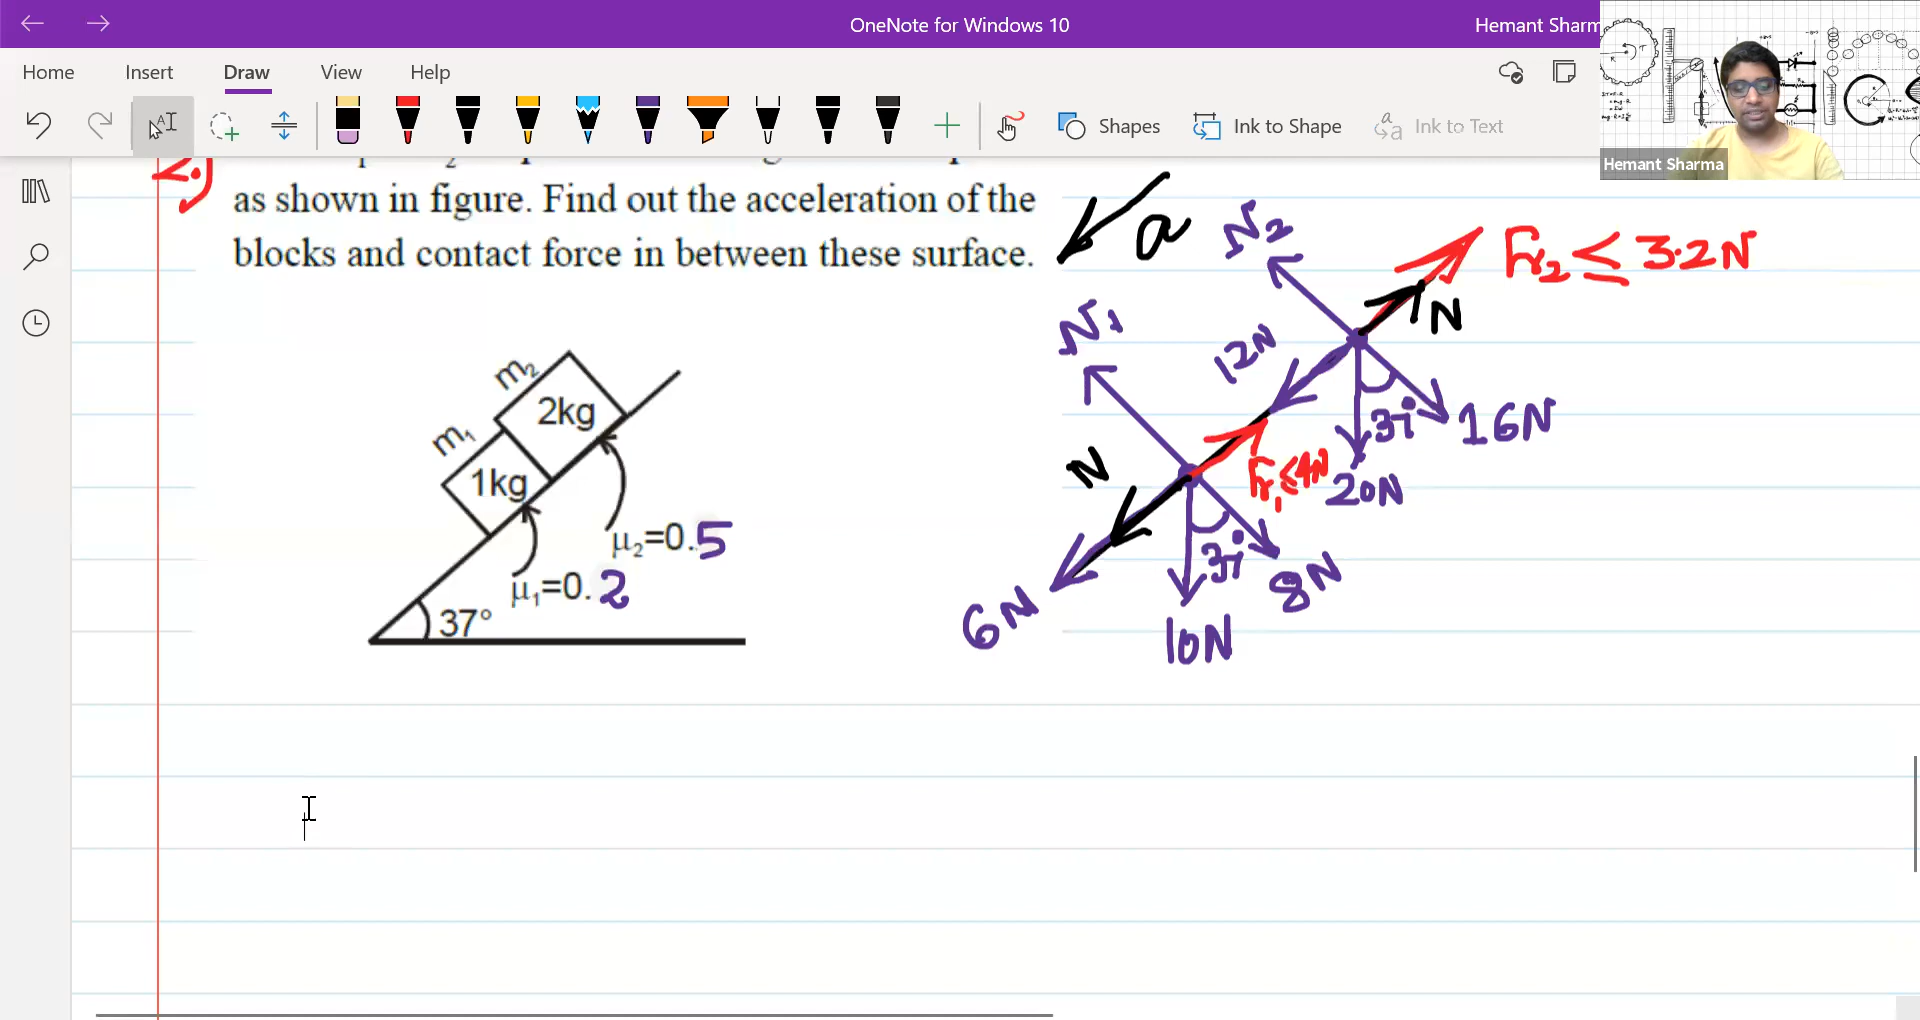 OneNote for Windows 10
Hemant Sharm
Home Insert Draw View Help
Shapes Ink to Shape Ink to Text
Hemant Sharma
2.)
as shown in figure. Find out the acceleration of the
blocks and contact force in between these surface.
a
N₂
Fr₂ ≤ 3.2N
N
N₁
12N
m₂
2kg
m₁
1kg
37°
16N
N
Fr₁ ≤ 4N
20N
μ₂=0.5
μ₁=0.2
37°
37°
8N
6N
10N